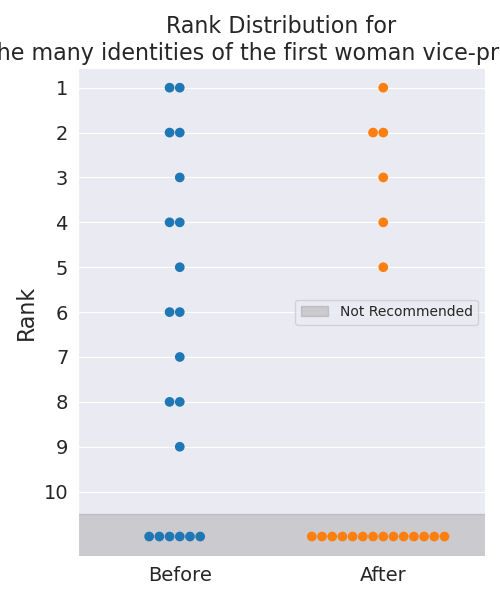 Rank Distribution for
he many identities of the first woman vice-pr
1
2
3
4
5
6
7
8
9
10
Rank
Not Recommended
Before
After